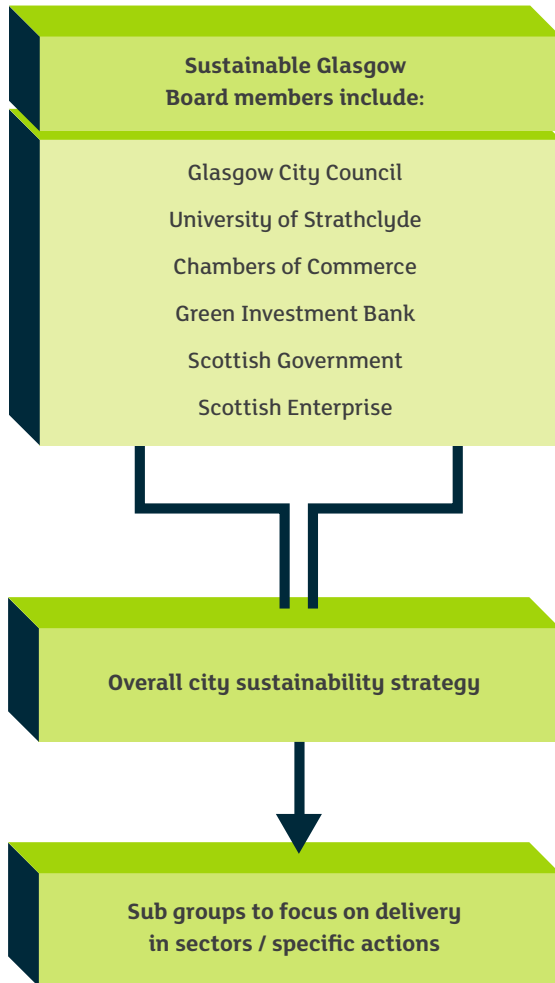 Sustainable Glasgow
Board members include:
Glasgow City Council
University of Strathclyde
Chambers of Commerce
Green Investment Bank
Scottish Government
Scottish Enterprise
Overall city sustainability strategy
Sub groups to focus on delivery
in sectors / specific actions